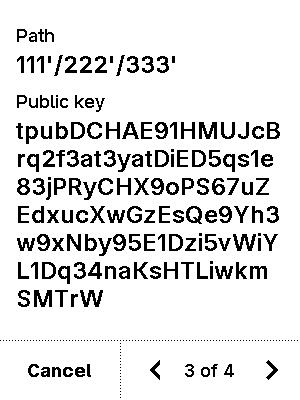 Path
111'/222'/333'
Public key
tpubDCHAE91HMUJcB
rq2f3at3yatDiED5qs1e
83jPRyCHX9oPS67uZ
EdxucXwGzEsQe9Yh3
w9xNby95E1Dzi5vWiY
L1Dq34naKsHTLiwkm
SMTrW
Cancel
3 of 4